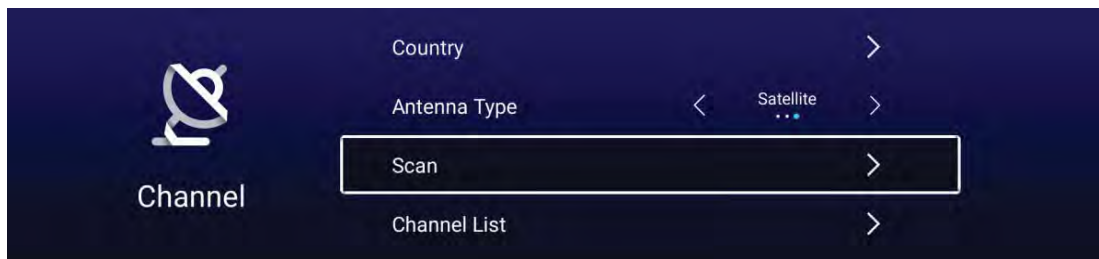 Channel
Country
Antenna Type
Satellite
Scan
Channel List